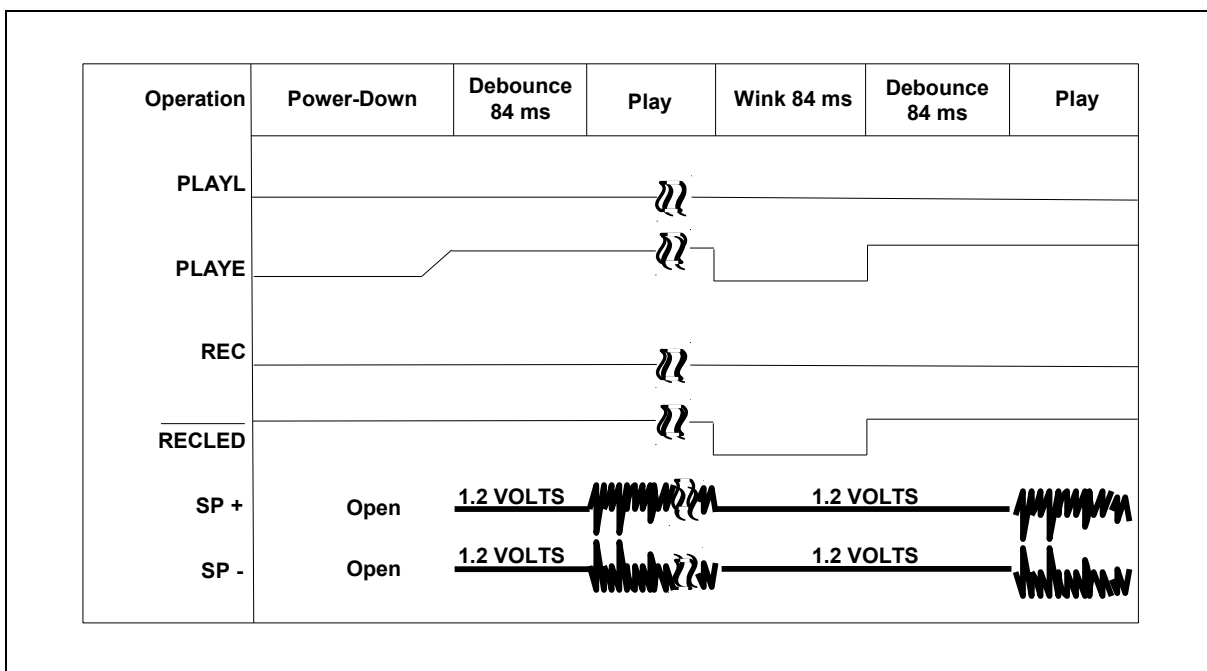 Operation Power-Down Debounce 84 ms Play Wink 84 ms Debounce 84 ms Play
PLAYL
PLAYE
REC
RECLED
SP + Open 1.2 VOLTS 1.2 VOLTS
SP - Open 1.2 VOLTS 1.2 VOLTS